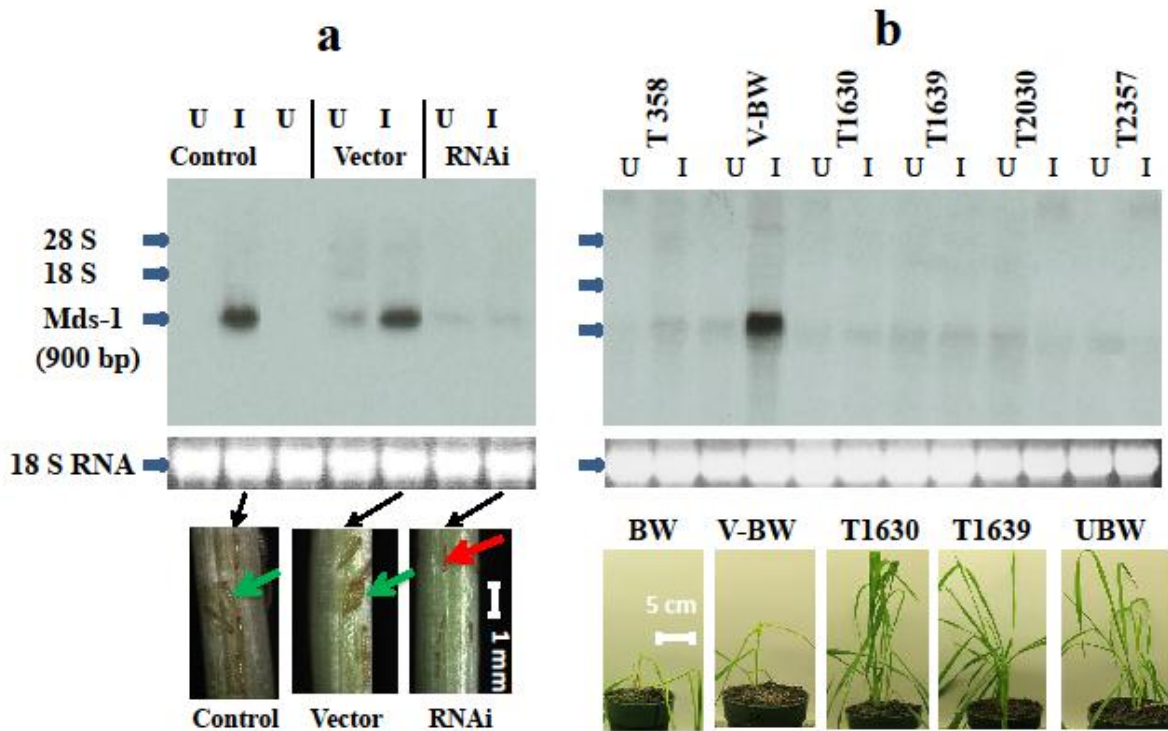 a
U I U U I U I
Control Vector RNAi
28 S
18 S
Mds-1
(900 bp)
18 S RNA
1 mm
Control Vector RNAi
b
T 358 V-BW T1630 T1639 T2030 T2357
U I U I U I U I U I U I
BW V-BW T1630 T1639 UBW
5 cm